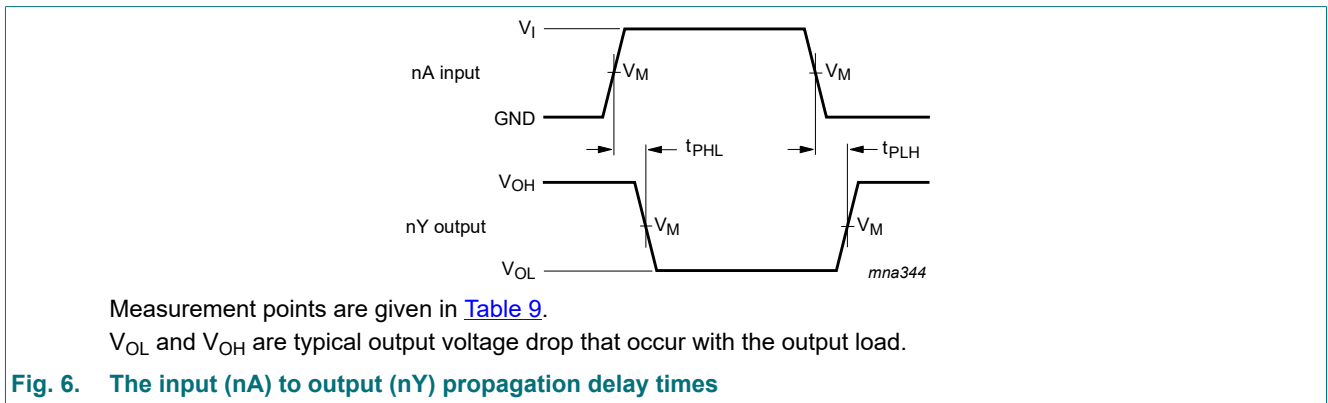 V_I
nA input
V_M
V_M
GND
t_PHL
t_PLH
V_OH
nY output
V_M
V_M
V_OL
mna344
Measurement points are given in Table 9.
V_OL and V_OH are typical output voltage drop that occur with the output load.
Fig. 6. The input (nA) to output (nY) propagation delay times